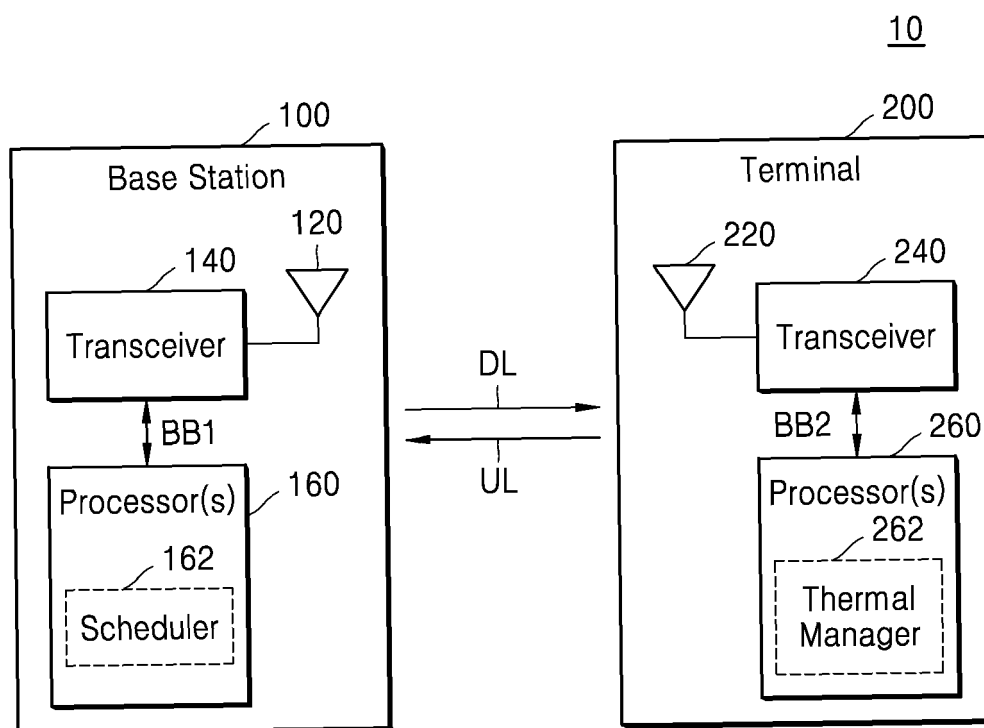 10
100
200
Base Station
Terminal
120
220
140
240
Transceiver
Transceiver
DL
BB1
BB2
UL
160
260
Processor(s)
Processor(s)
162
262
Scheduler
Thermal
Manager